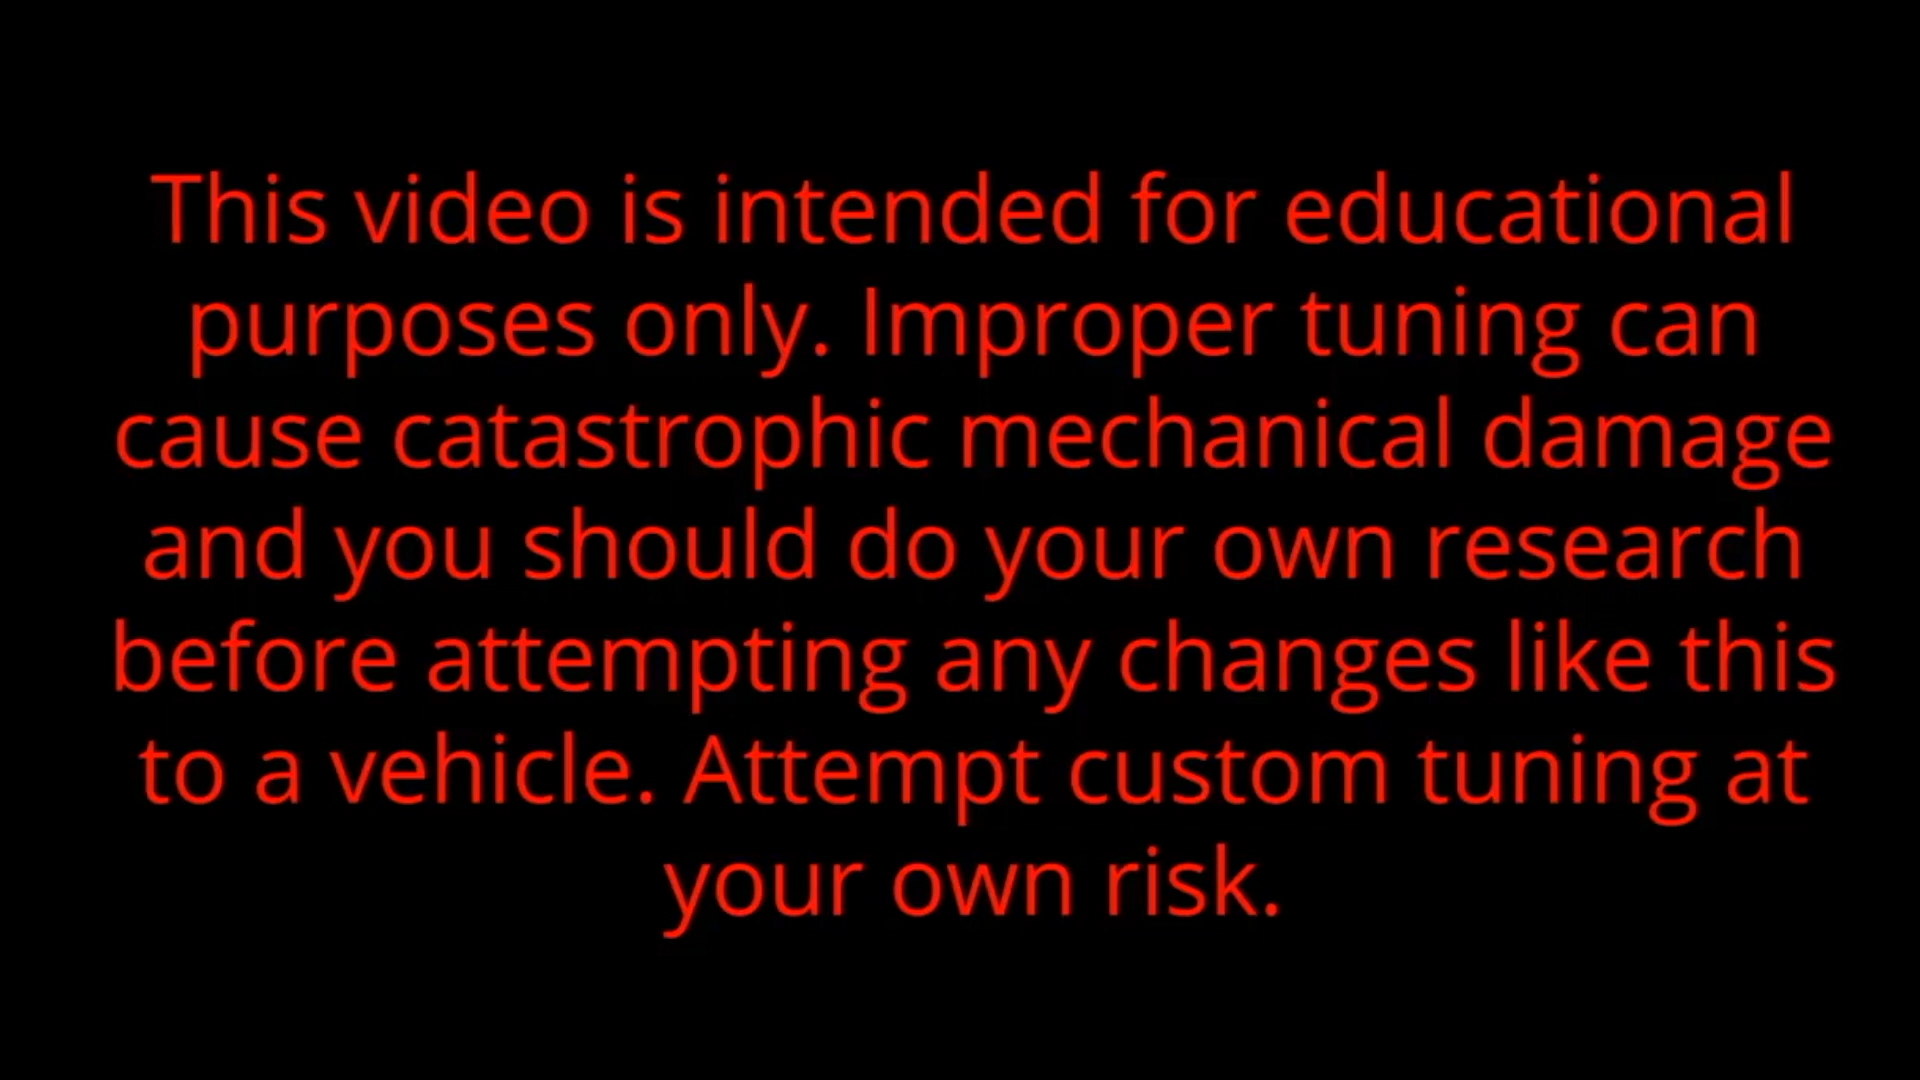 This video is intended for educational
purposes only. Improper tuning can
cause catastrophic mechanical damage
and you should do your own research
before attempting any changes like this
to a vehicle. Attempt custom tuning at
your own risk.